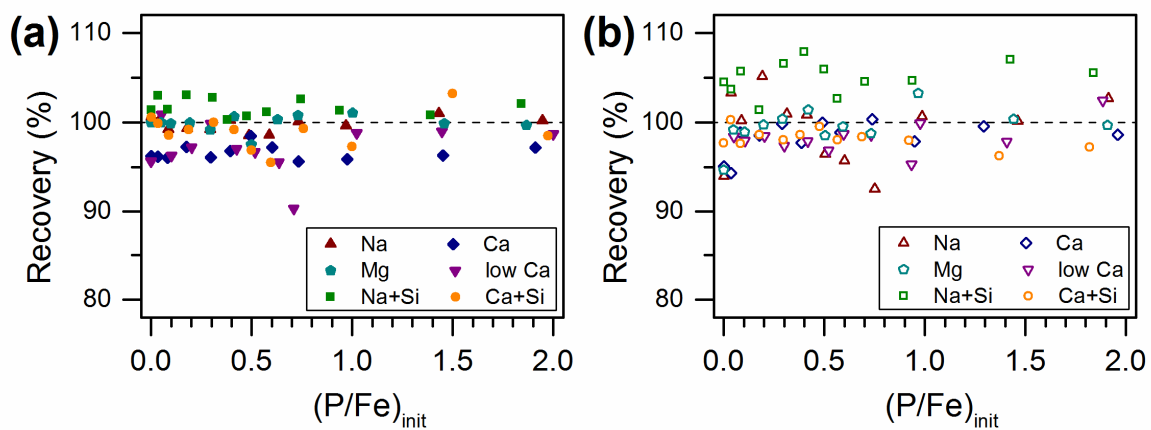 (a)
Recovery (%)
110
100
90
80
Na
Ca
Mg
low Ca
Na+Si
Ca+Si
0.0
0.5
1.0
1.5
2.0
(P/Fe)init
(b)
Recovery (%)
110
100
90
80
Na
Ca
Mg
low Ca
Na+Si
Ca+Si
0.0
0.5
1.0
1.5
2.0
(P/Fe)init